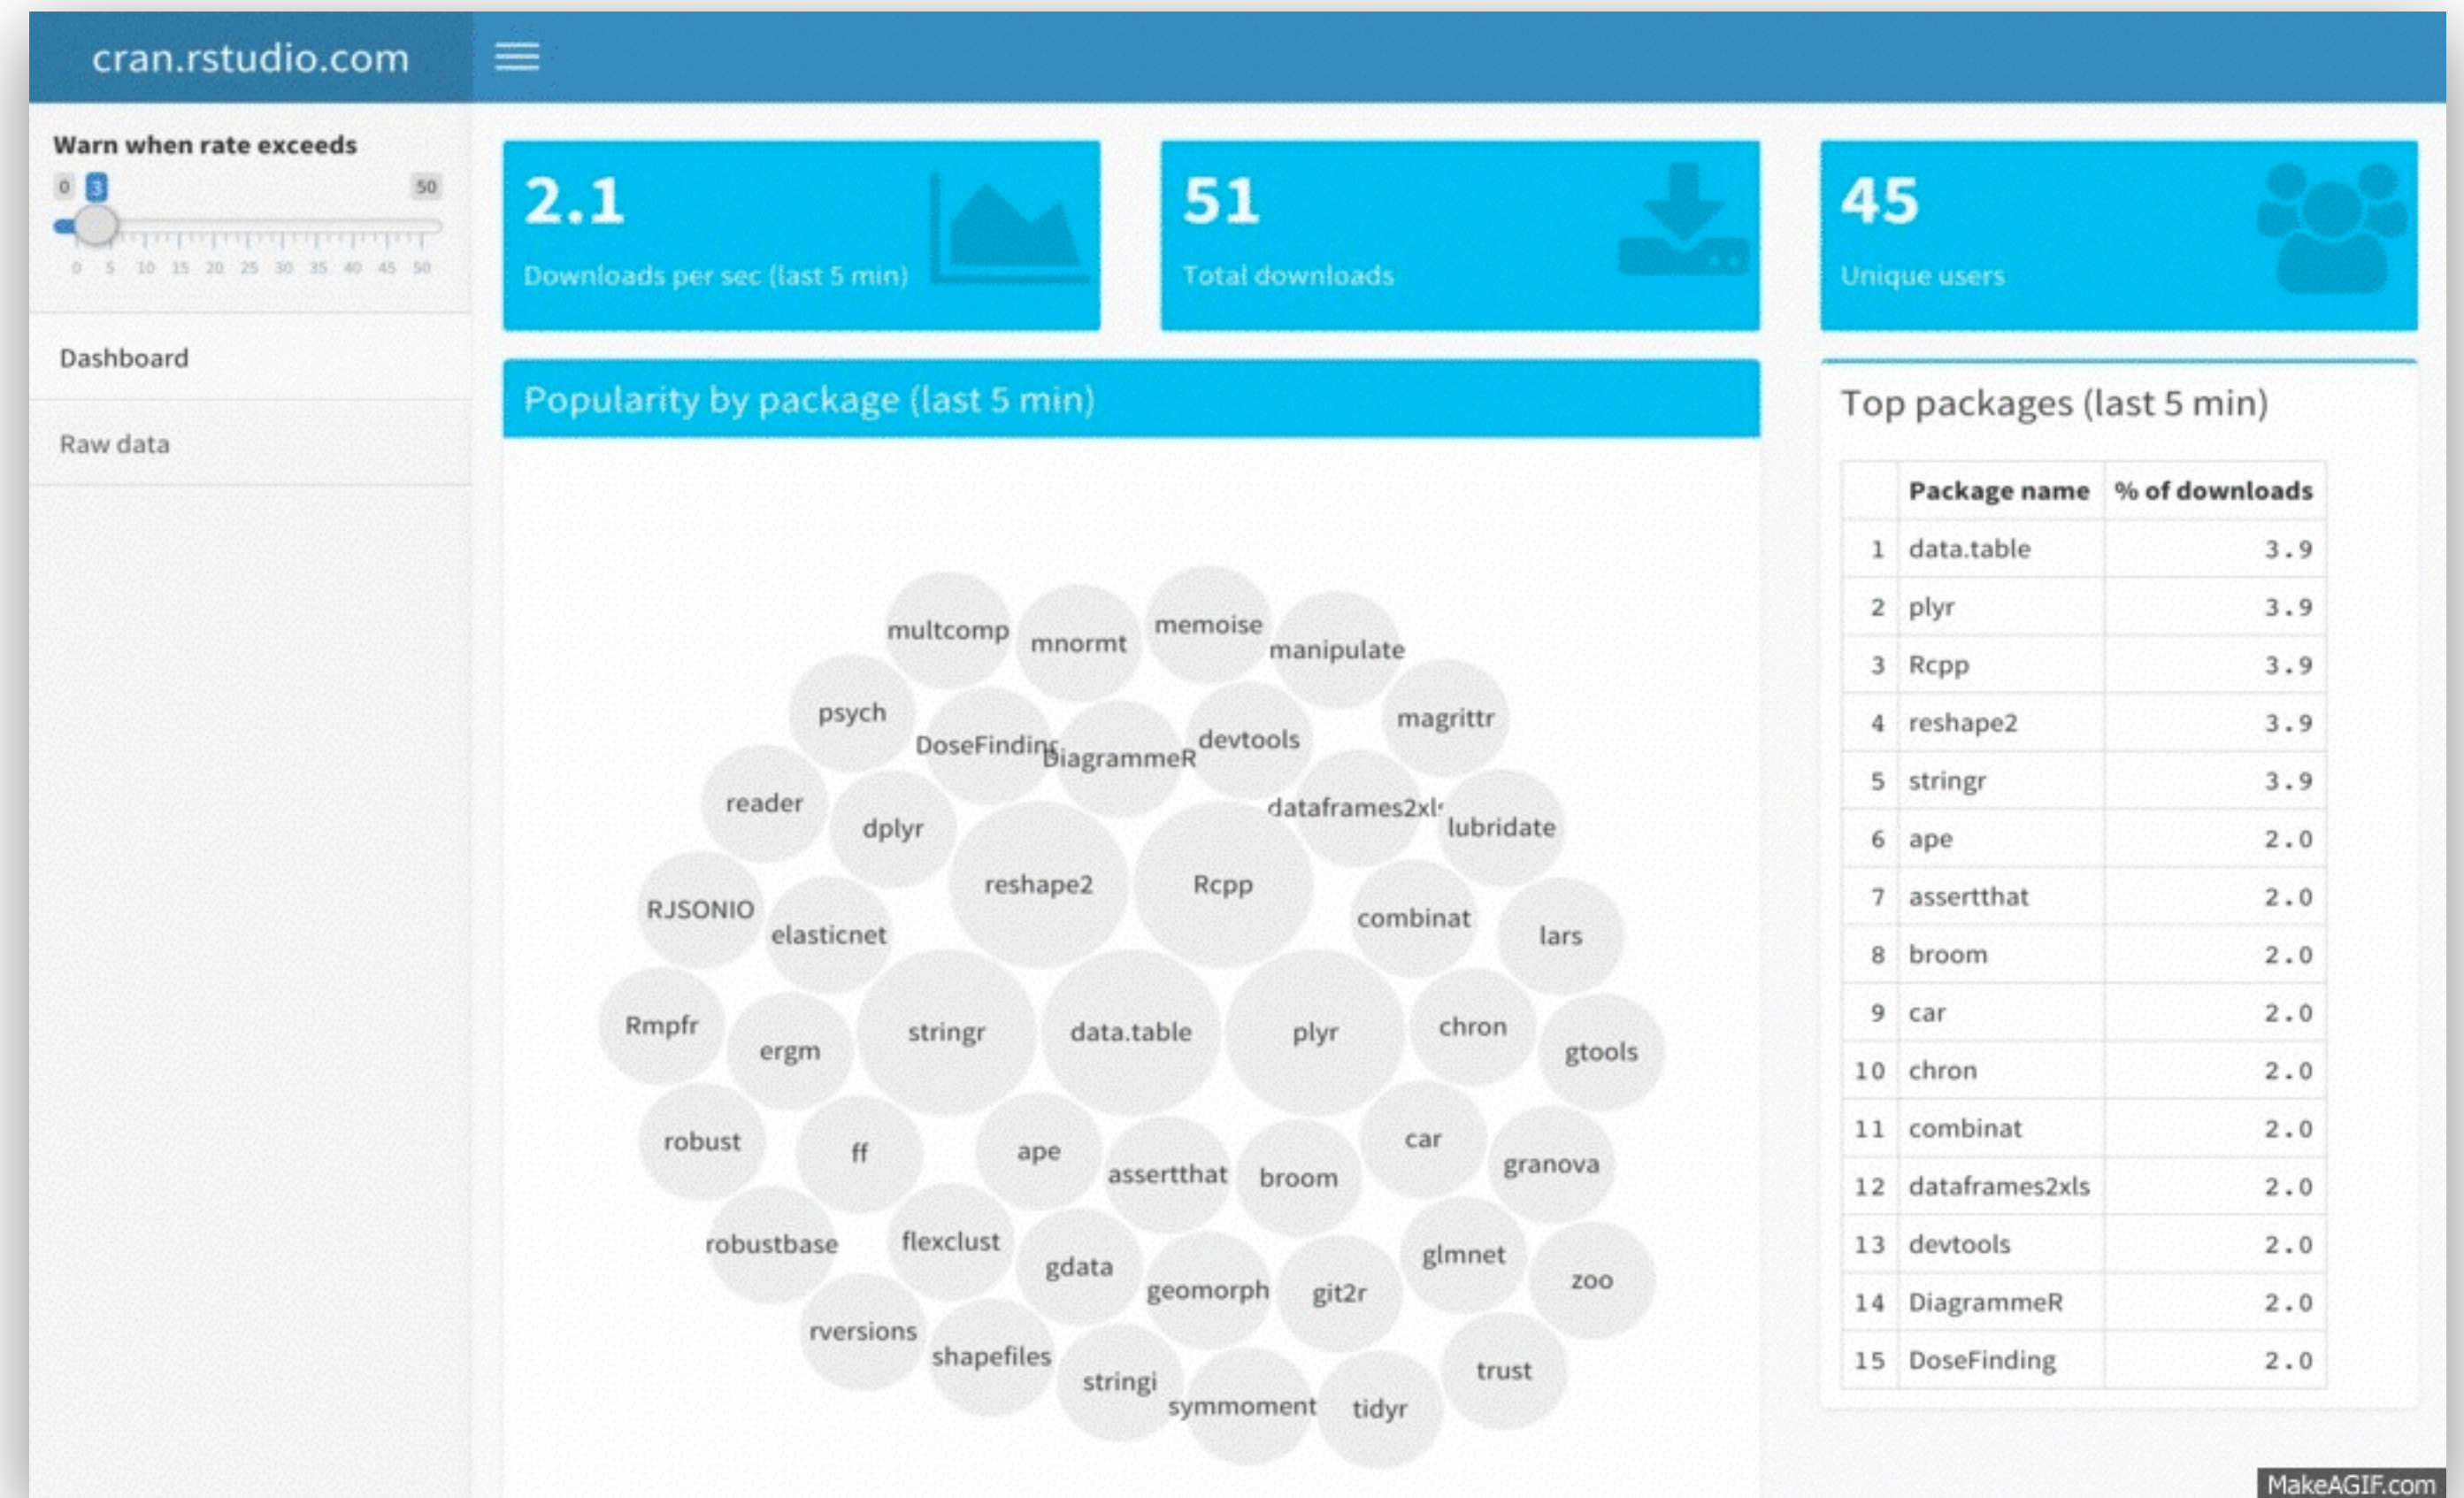 cran.rstudio.com
Warn when rate exceeds
0 3 50
0 5 10 15 20 25 30 35 40 45 50
Dashboard
Raw data
2.1
Downloads per sec (last 5 min)
51
Total downloads
45
Unique users
Popularity by package (last 5 min)
multcomp
mnormt
memoise
manipulate
psych
DoseFinding
DiagrammeR
devtools
magrittr
reader
dplyr
dataframes2xls
lubridate
reshape2
Rcpp
RJSONIO
elasticnet
combinat
lars
Rmpfr
ergm
stringr
data.table
plyr
chron
gtools
robust
ff
ape
assertthat
broom
car
granova
robustbase
flexclust
gdata
geomorph
git2r
glmnet
zoo
rversions
shapefiles
stringi
symmoment
tidyr
trust
Top packages (last 5 min)
Package name % of downloads
1 data.table 3.9
2 plyr 3.9
3 Rcpp 3.9
4 reshape2 3.9
5 stringr 3.9
6 ape 2.0
7 assertthat 2.0
8 broom 2.0
9 car 2.0
10 chron 2.0
11 combinat 2.0
12 dataframes2xls 2.0
13 devtools 2.0
14 DiagrammeR 2.0
15 DoseFinding 2.0
MakeAGIF.com